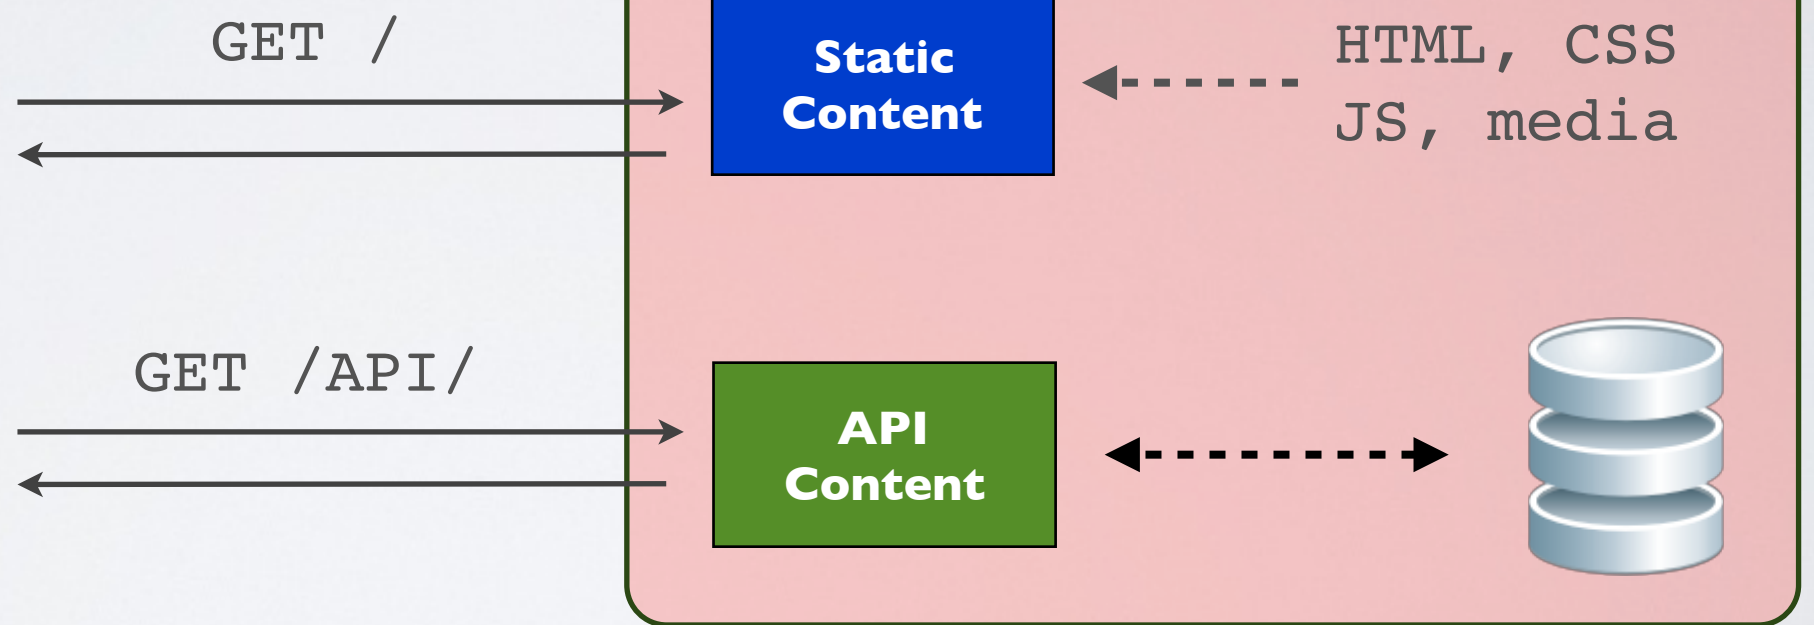 GET /
Static
Content
HTML, CSS
JS, media
GET /API/
API
Content